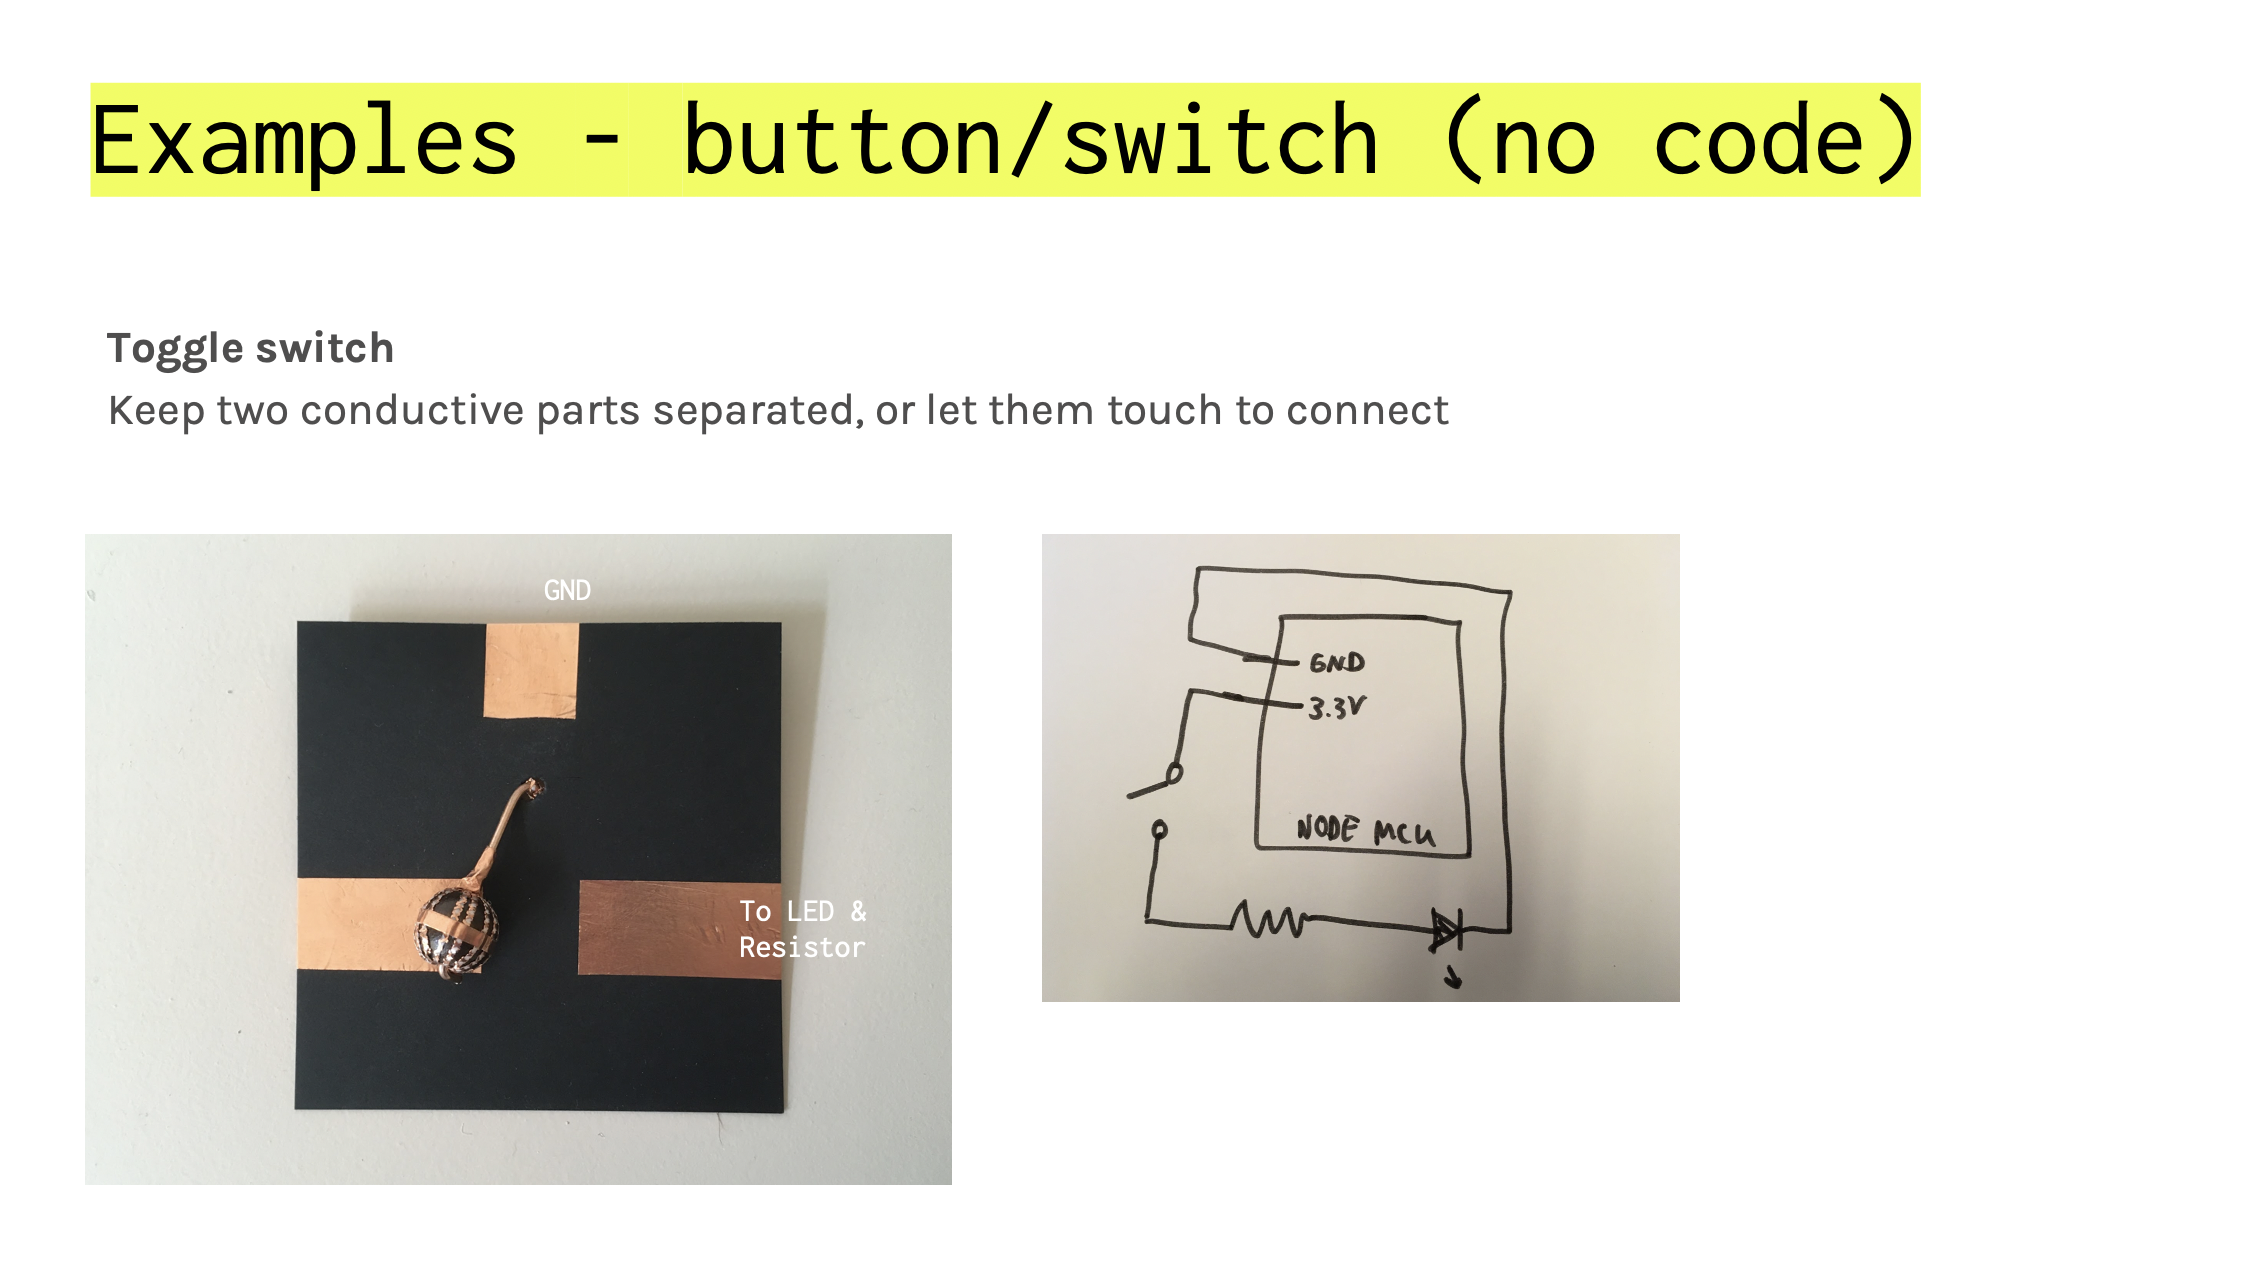 Examples - button/switch (no code)
Toggle switch
Keep two conductive parts separated, or let them touch to connect
GND
To LED &
Resistor
GND
3.3V
NODE MCU